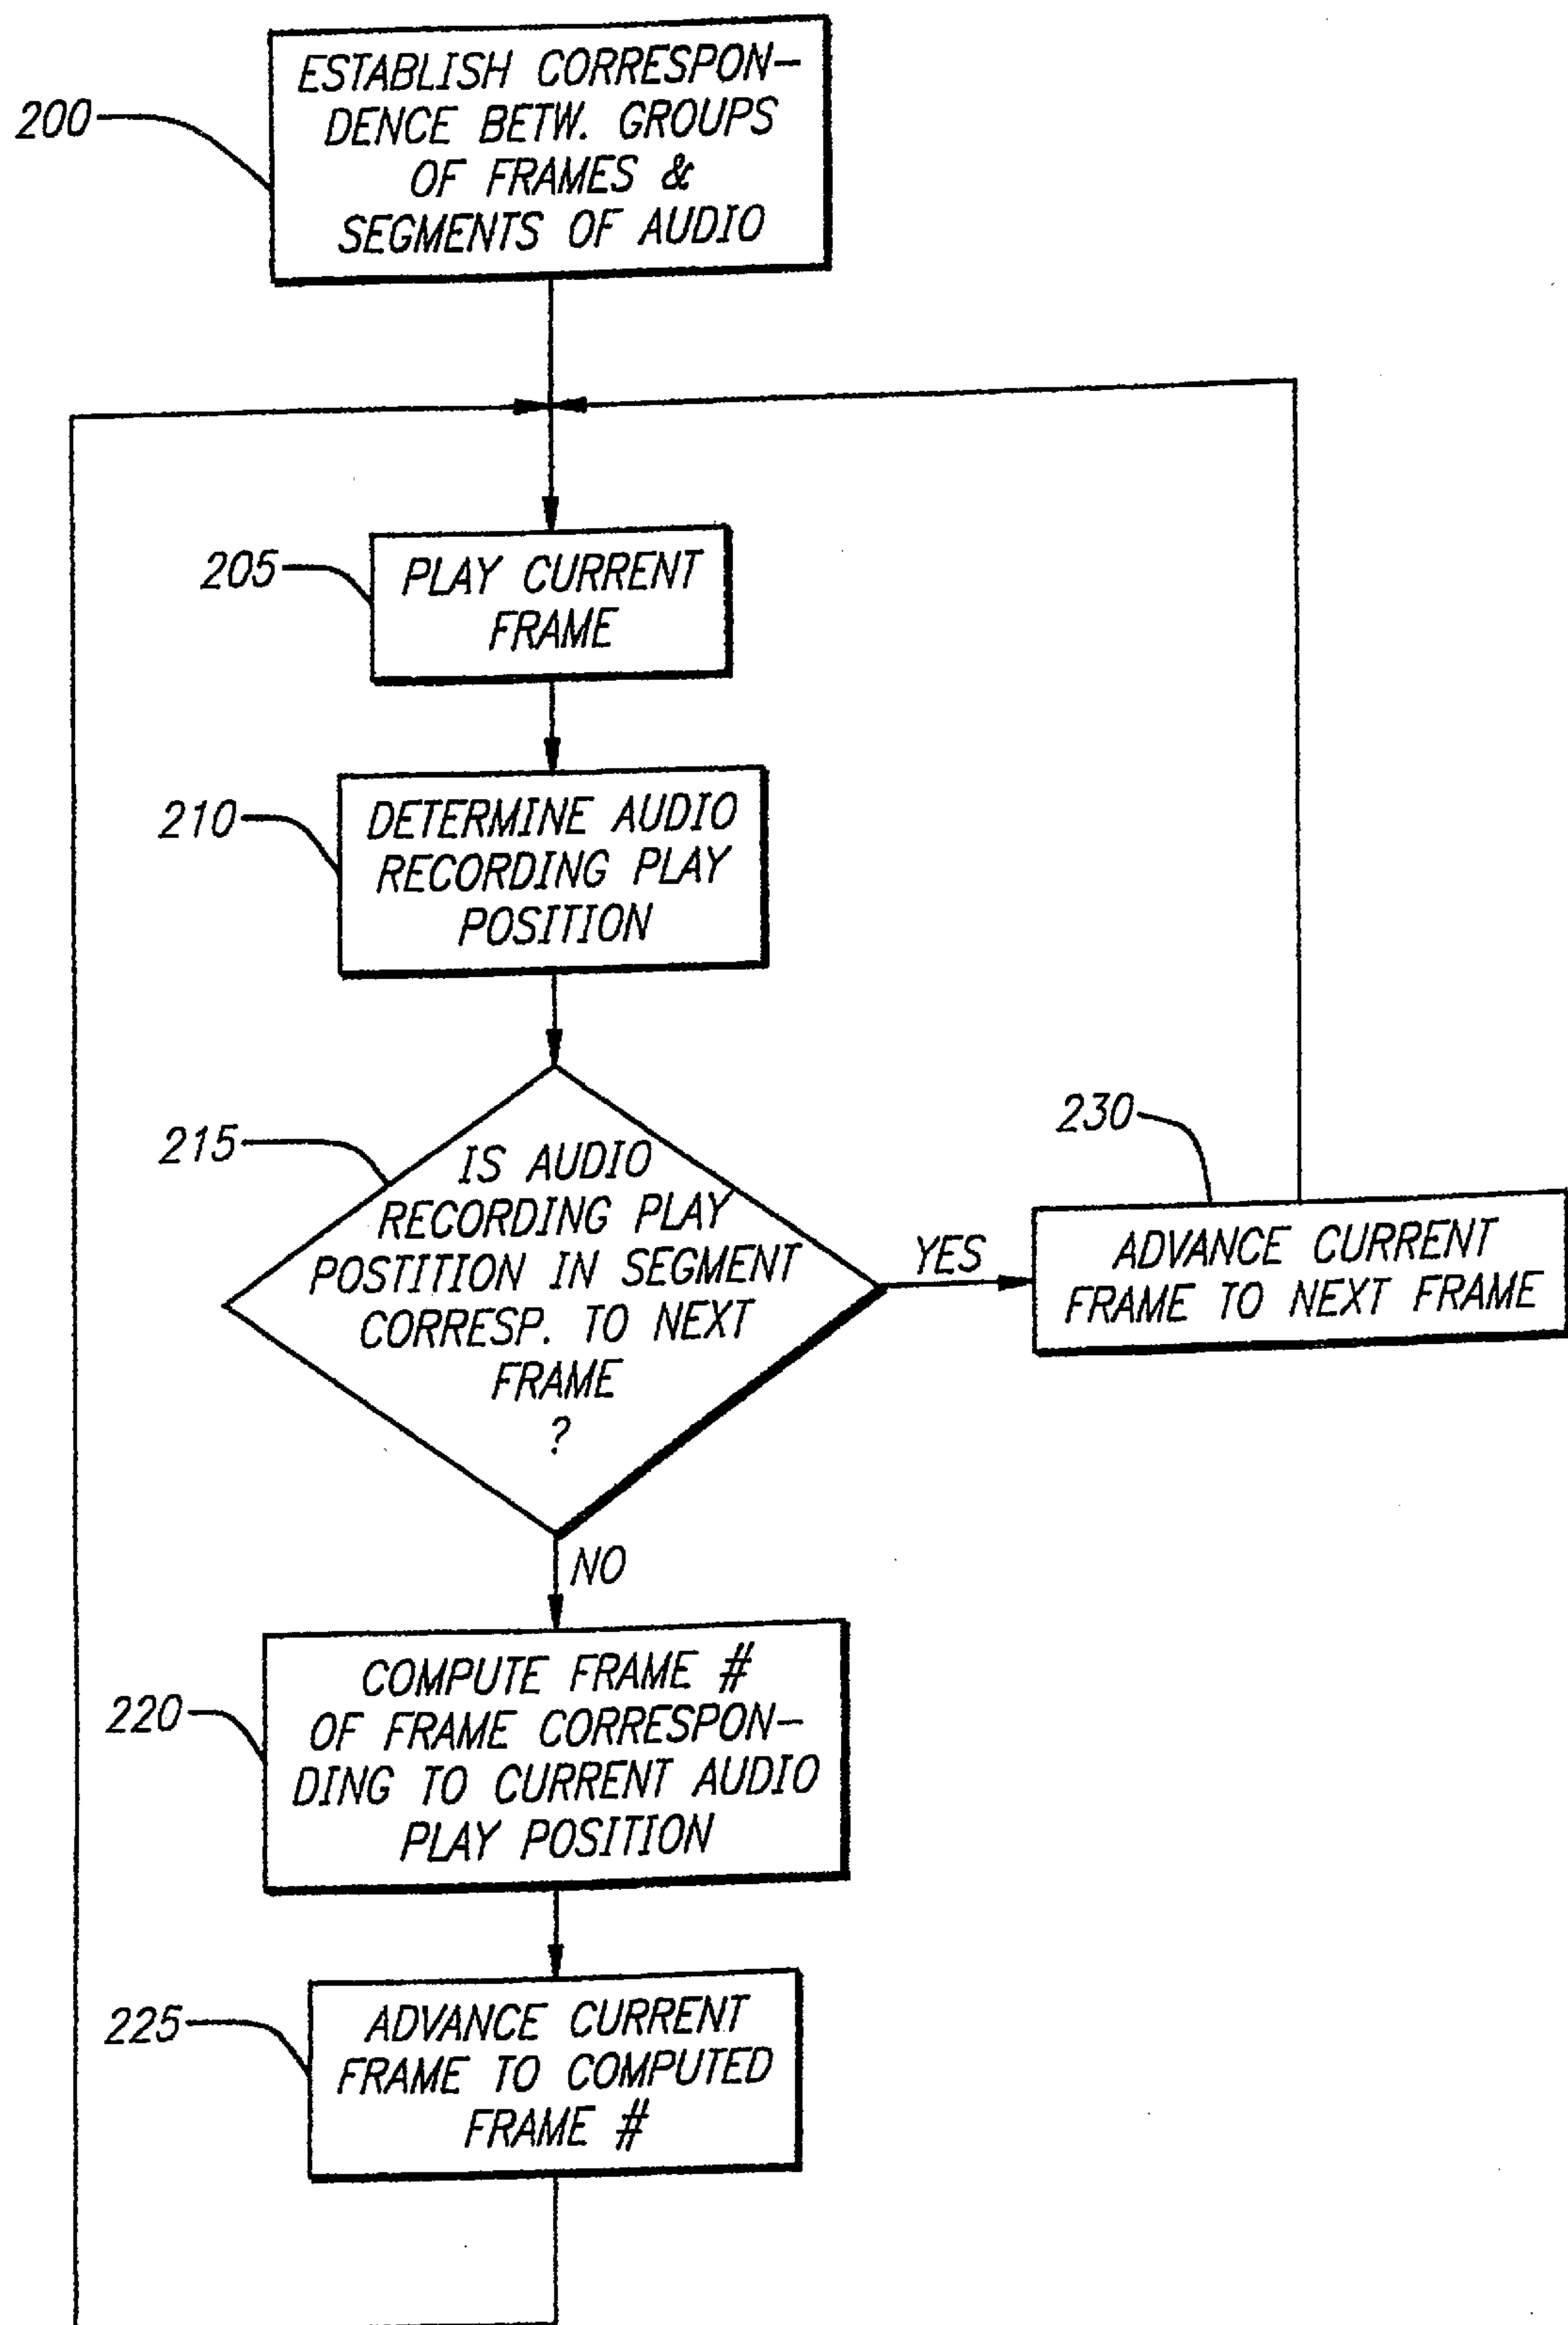 200
ESTABLISH CORRESPON-
DENCE BETW. GROUPS
OF FRAMES &
SEGMENTS OF AUDIO
205
PLAY CURRENT
FRAME
210
DETERMINE AUDIO
RECORDING PLAY
POSITION
215
IS AUDIO
RECORDING PLAY
POSTITION IN SEGMENT
CORRESP. TO NEXT
FRAME
?
YES
230
ADVANCE CURRENT
FRAME TO NEXT FRAME
NO
220
COMPUTE FRAME #
OF FRAME CORRESPON-
DING TO CURRENT AUDIO
PLAY POSITION
225
ADVANCE CURRENT
FRAME TO COMPUTED
FRAME #